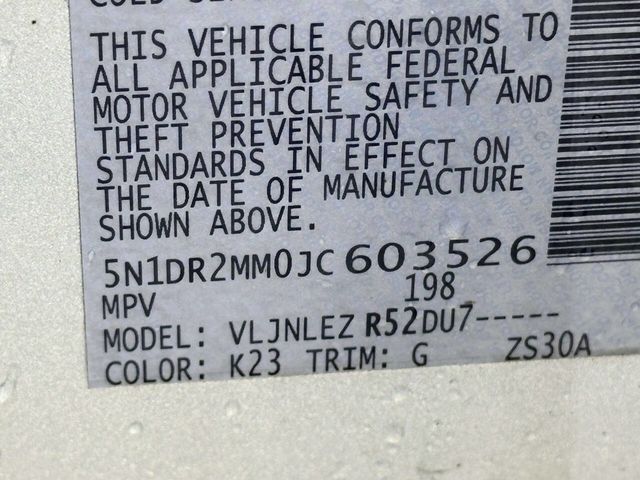 THIS VEHICLE CONFORMS TO
ALL APPLICABLE FEDERAL
MOTOR VEHICLE SAFETY AND
THEFT PREVENTION
STANDARDS IN EFFECT ON
THE DATE OF MANUFACTURE
SHOWN ABOVE.
5N1DR2MM0JC603526
MPV 198
MODEL: VLJNLEZ R52DU7-----
COLOR: K23 TRIM: G ZS30A